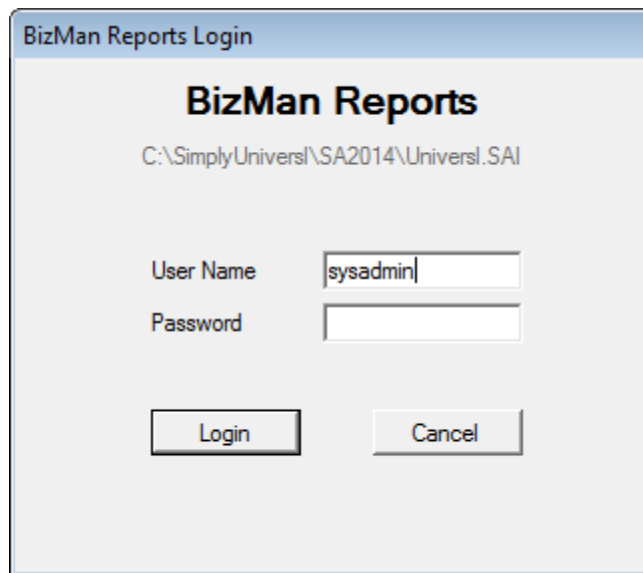 BizMan Reports Login
BizMan Reports
C:\SimplyUniversl\SA2014\Universl.SAI
User Name sysadmin
Password
Login Cancel